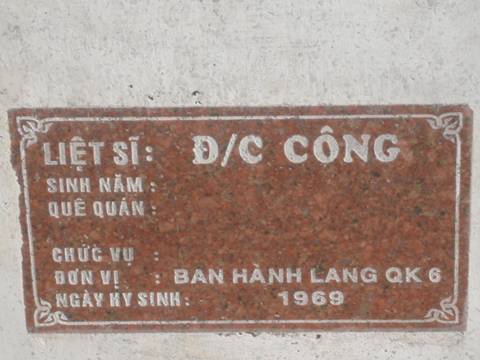 LIỆT SĨ: Đ/C CÔNG
SINH NĂM :
QUÊ QUÁN :
CHỨC VỤ :
ĐƠN VỊ : BAN HÀNH LANG QK 6
NGÀY HY SINH : 1969